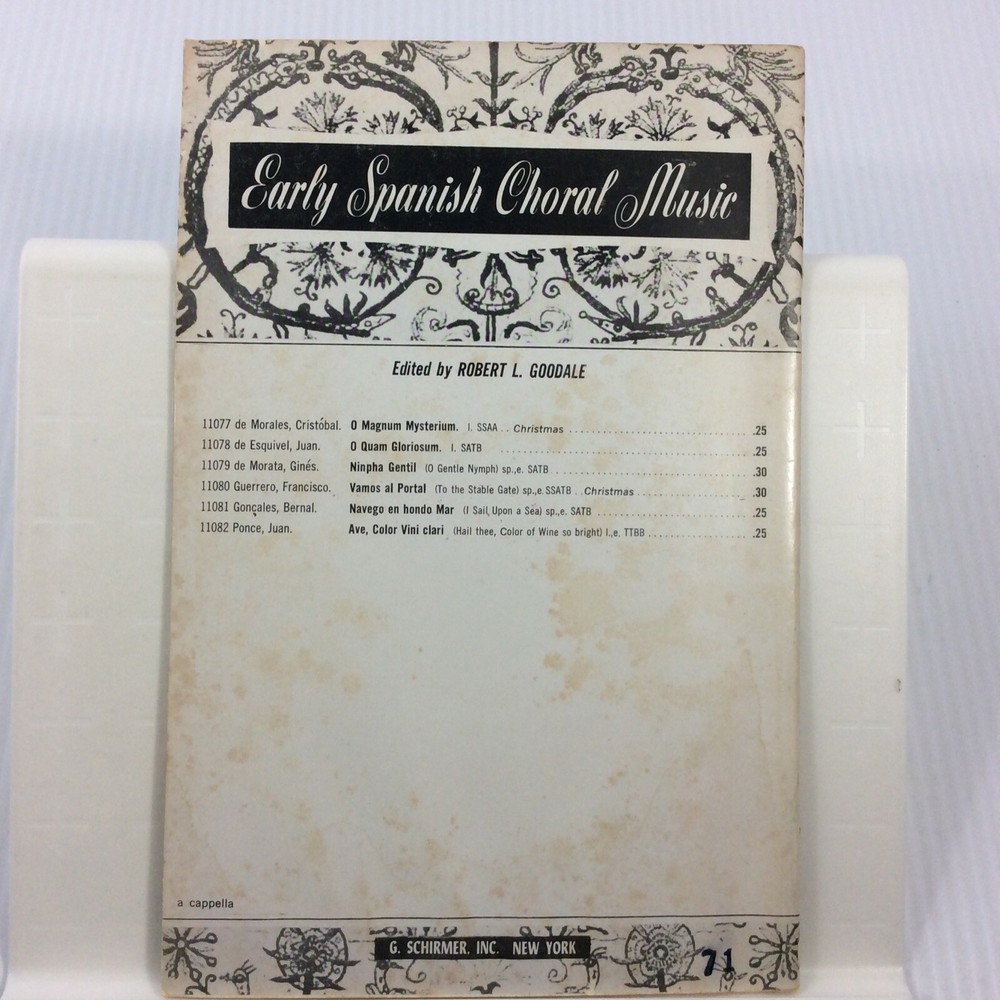 Early Spanish Choral Music
Edited by ROBERT L. GOODALE
11077 de Morales, Cristóbal. O Magnum Mysterium. l. SSAA . . Christmas .25
11078 de Esquivel, Juan. O Quam Gloriosum. l. SATB .25
11079 de Morata, Ginés. Ninpha Gentil (O Gentle Nymph) sp.,e. SATB .30
11080 Guerrero, Francisco. Vamos al Portal (To the Stable Gate) sp.,e. SSATB . . Christmas .30
11081 Gonçales, Bernal. Navego en hondo Mar (I Sail Upon a Sea) sp.,e. SATB .25
11082 Ponce, Juan. Ave, Color Vini clari (Hail thee, Color of Wine so bright) l.,e. TTBB .25
a cappella
G. SCHIRMER, INC. NEW YORK
71